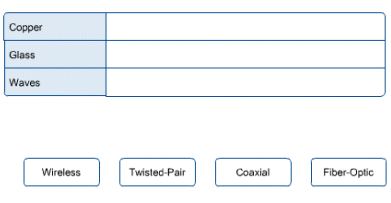 Copper
Glass
Waves
Wireless Twisted-Pair Coaxial Fiber-Optic